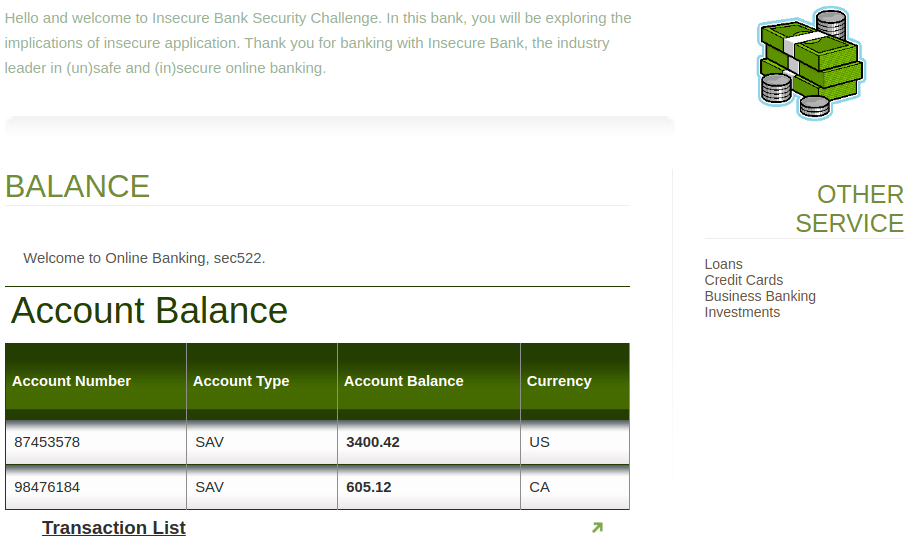 Hello and welcome to Insecure Bank Security Challenge. In this bank, you will be exploring the
implications of insecure application. Thank you for banking with Insecure Bank, the industry
leader in (un)safe and (in)secure online banking.
BALANCE
Welcome to Online Banking, sec522.
Account Balance
Account Number Account Type Account Balance Currency
87453578 SAV 3400.42 US
98476184 SAV 605.12 CA
Transaction List
OTHER
SERVICE
Loans
Credit Cards
Business Banking
Investments